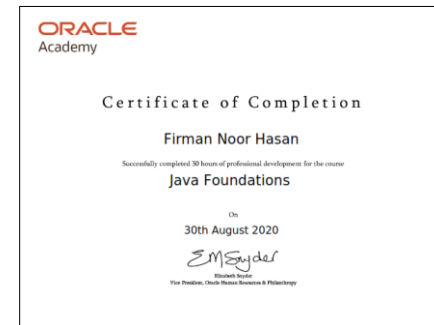 ORACLE
Academy
Certificate of Completion
Firman Noor Hasan
Successfully completed 30 hours of professional development for the course
Java Foundations
On
30th August 2020
EMSnyder
Elizabeth Snyder
Vice President, Oracle Human Resources & Philanthropy